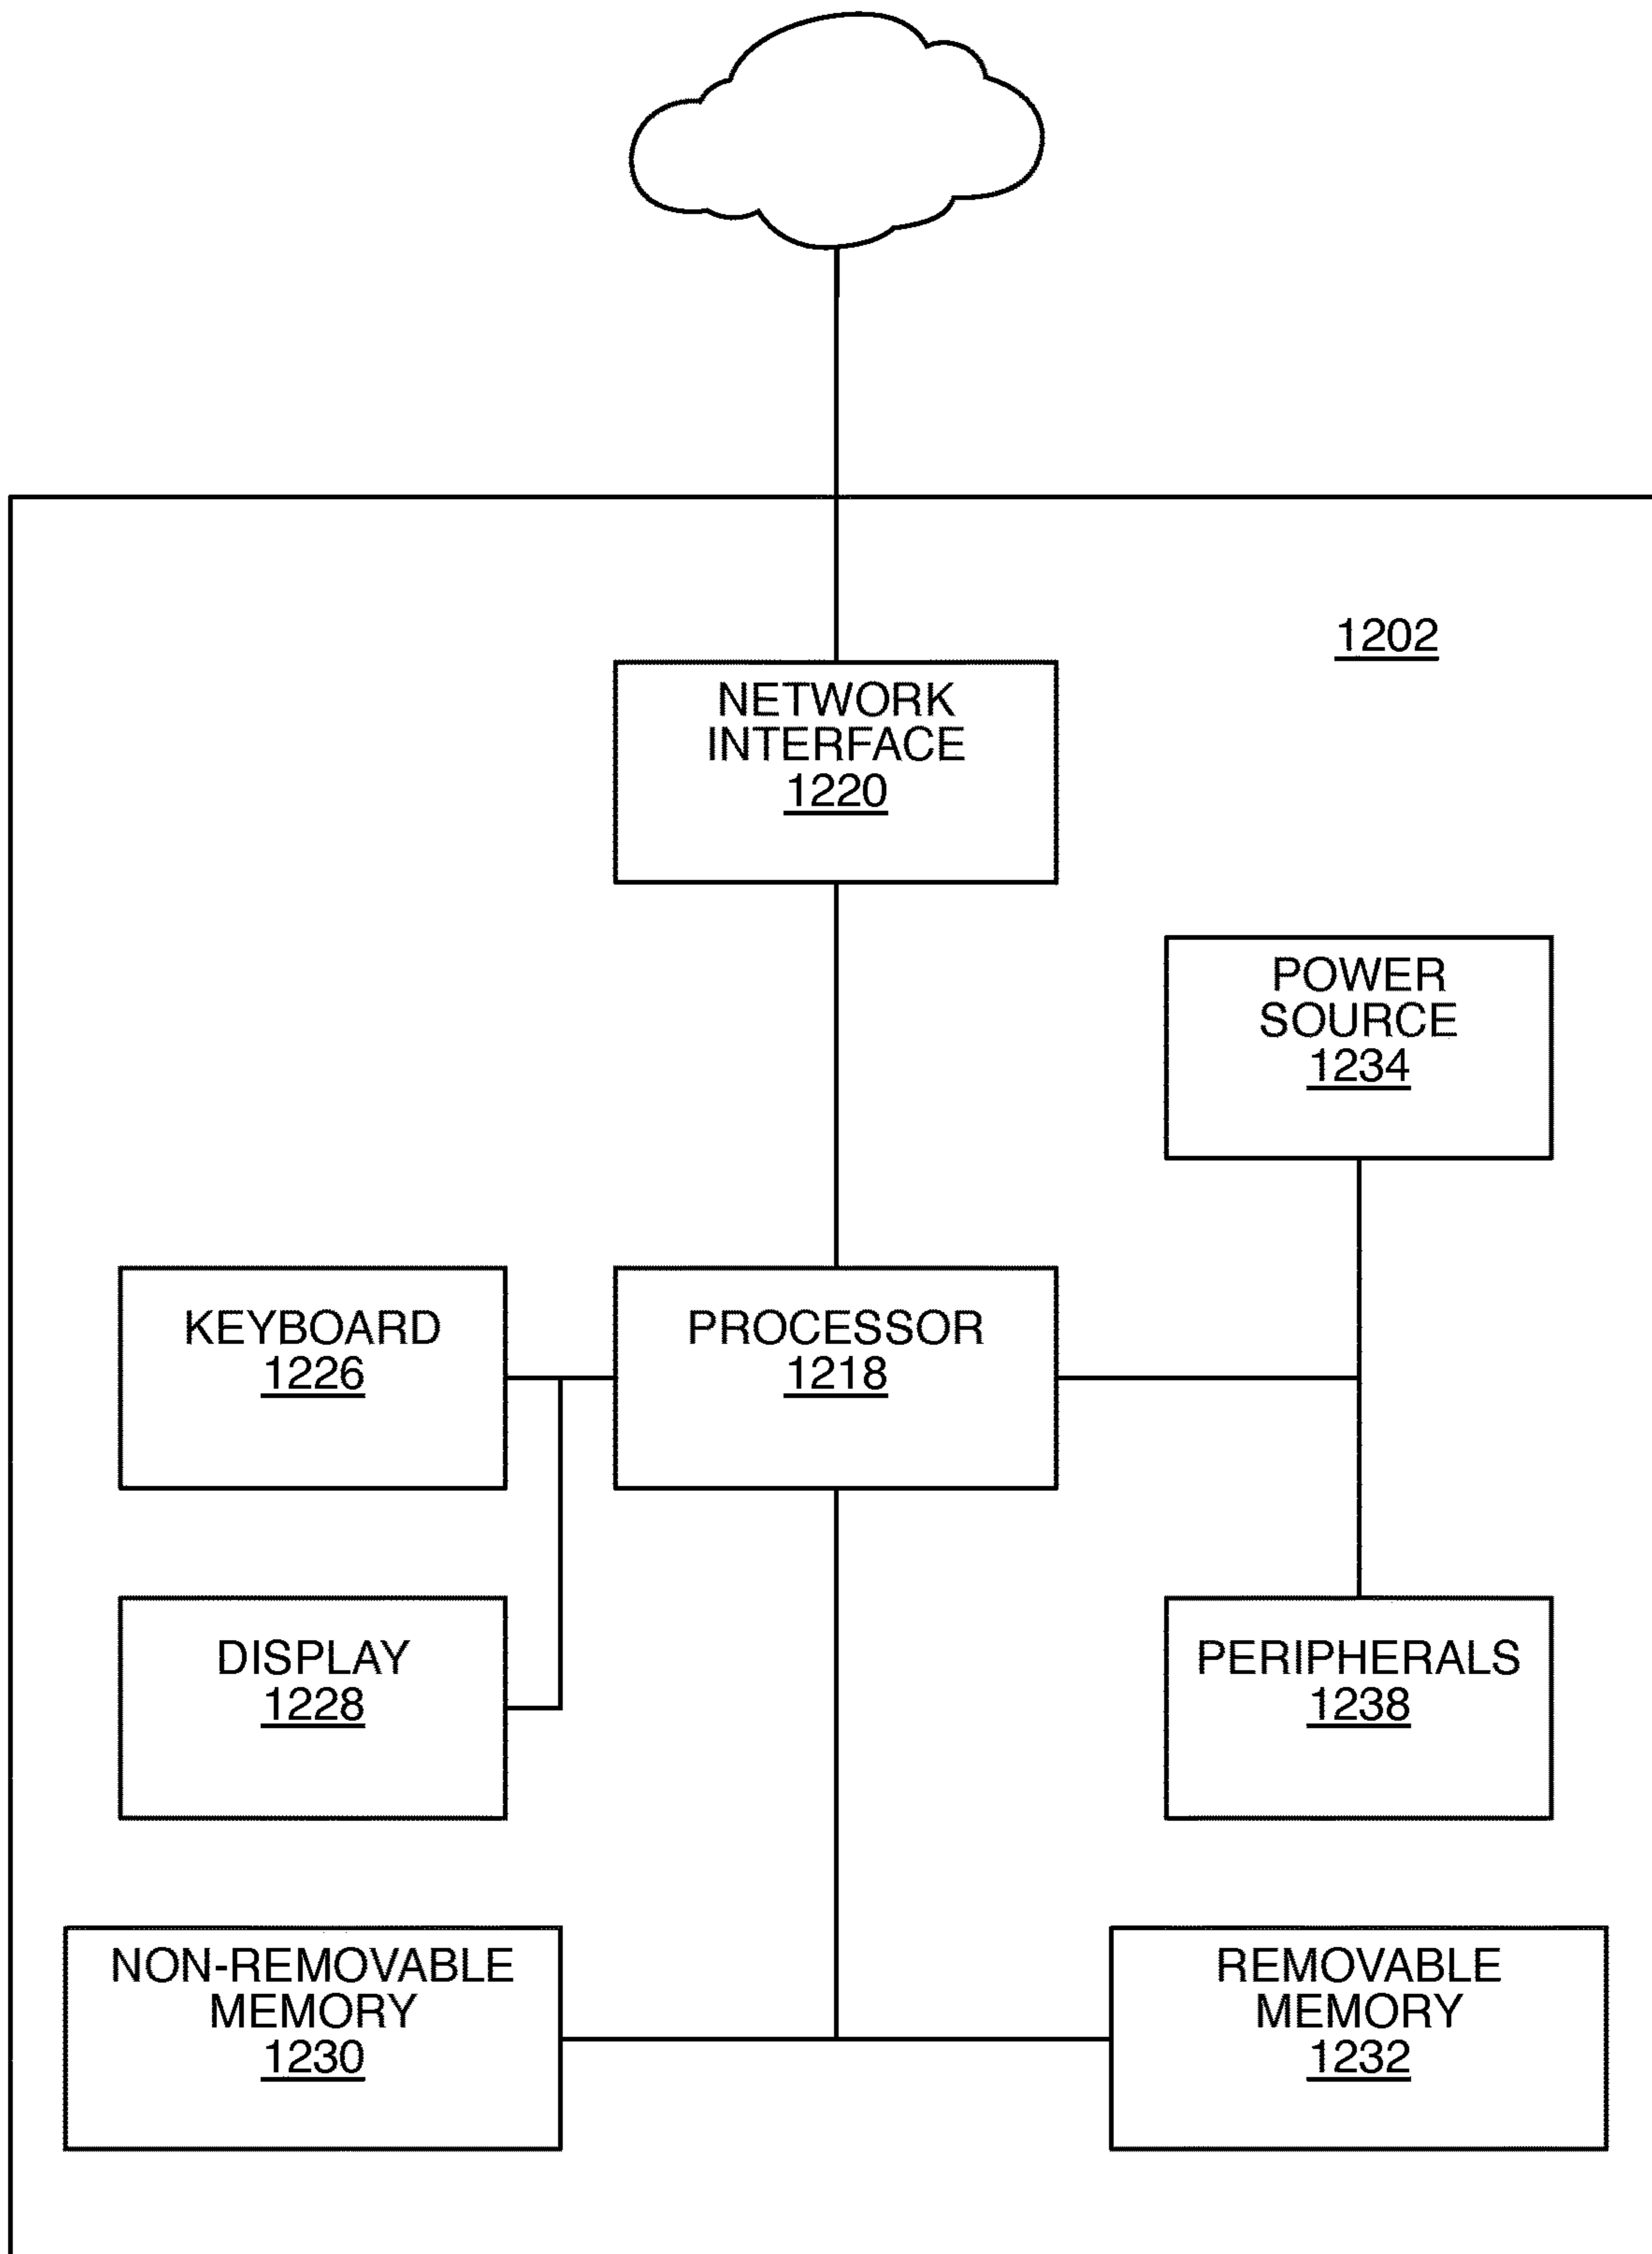 1202
NETWORK
INTERFACE
1220
POWER
SOURCE
1234
KEYBOARD
1226
PROCESSOR
1218
DISPLAY
1228
PERIPHERALS
1238
NON-REMOVABLE
MEMORY
1230
REMOVABLE
MEMORY
1232